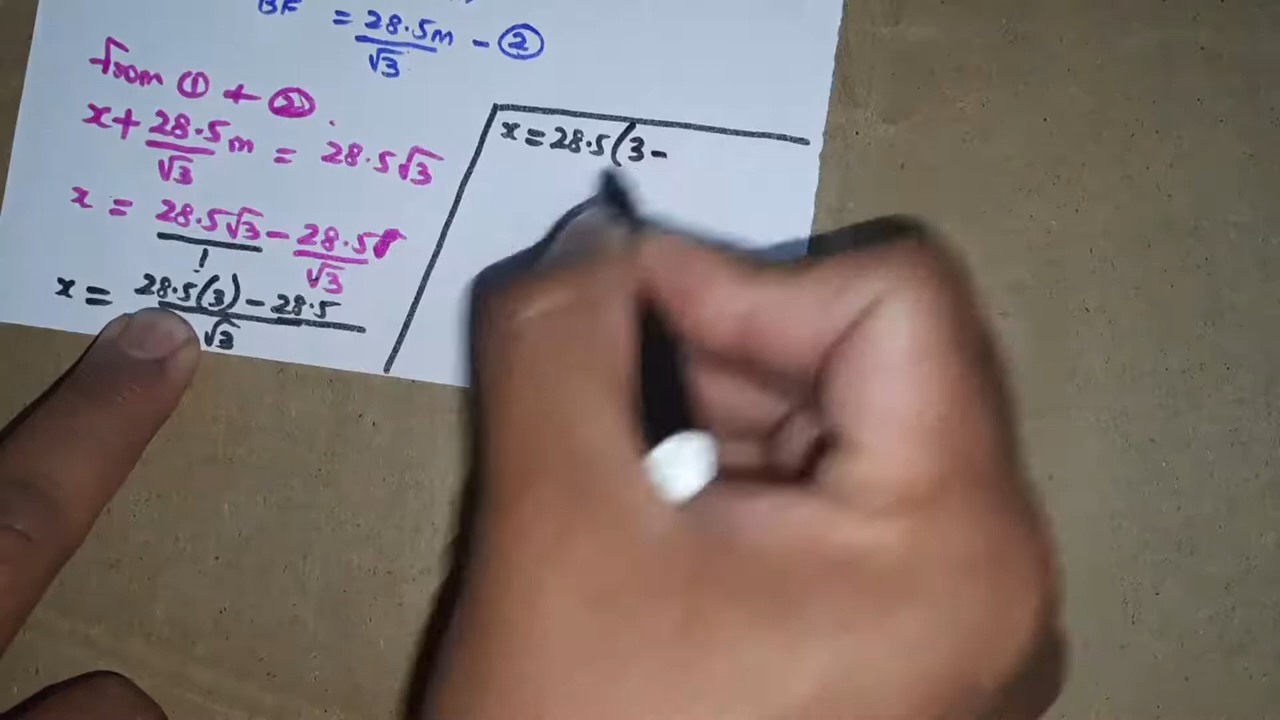 BF = 28.5m/√3 - ②
from ① + ②.
x + 28.5/√3 m = 28.5√3
x = 28.5√3/1 - 28.5/√3
x = 28.5(3) - 28.5/√3
x = 28.5(3 -